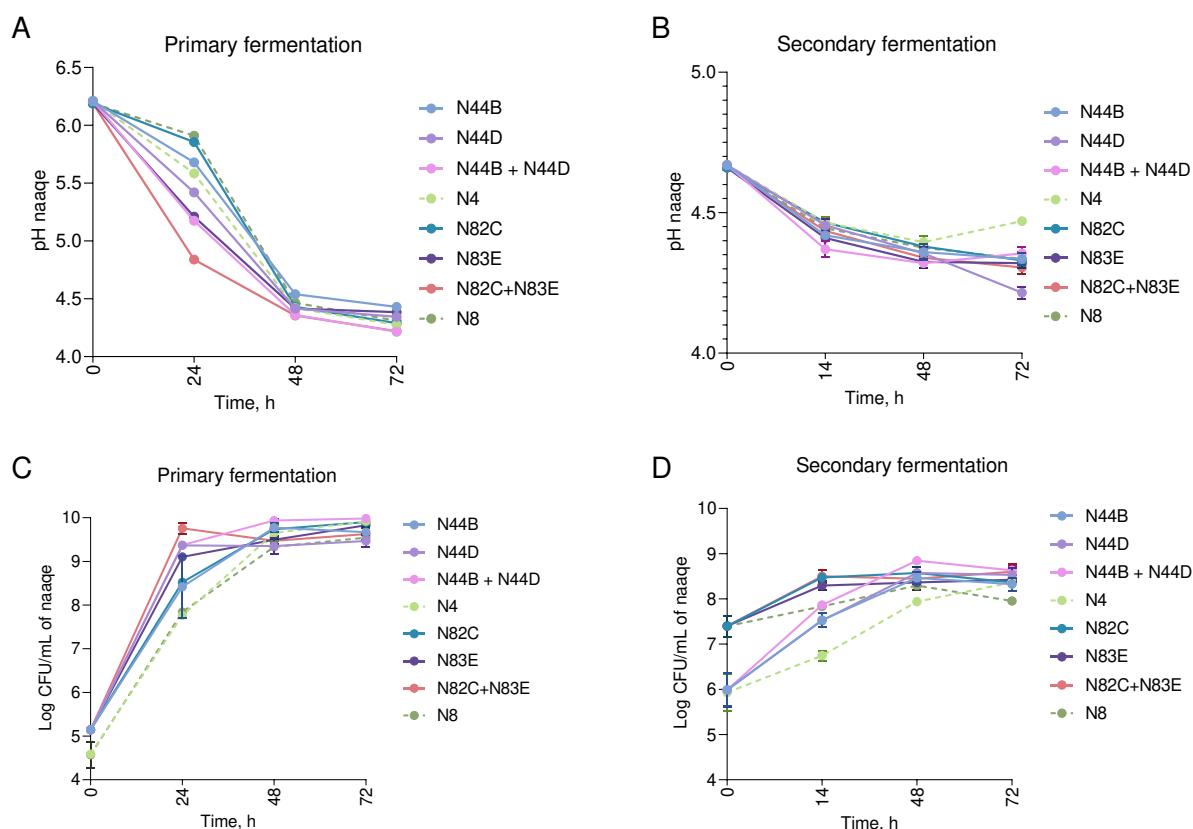 A
Primary fermentation
pH naaqe
6.5
6.0
5.5
5.0
4.5
4.0
0
24
48
72
Time, h
N44B
N44D
N44B + N44D
N4
N82C
N83E
N82C+N83E
N8
B
Secondary fermentation
pH naaqe
5.0
4.5
4.0
0
14
48
72
Time, h
N44B
N44D
N44B + N44D
N4
N82C
N83E
N82C+N83E
N8
C
Primary fermentation
Log CFU/mL of naaqe
10
9
8
7
6
5
4
0
24
48
72
Time, h
N44B
N44D
N44B + N44D
N4
N82C
N83E
N82C+N83E
N8
D
Secondary fermentation
Log CFU/mL of naaqe
10
9
8
7
6
5
4
0
14
48
72
Time, h
N44B
N44D
N44B + N44D
N4
N82C
N83E
N82C+N83E
N8